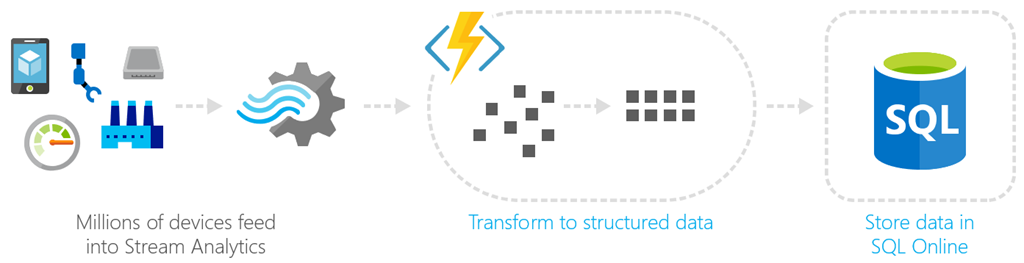 SQL
Millions of devices feed
into Stream Analytics
Transform to structured data
Store data in
SQL Online